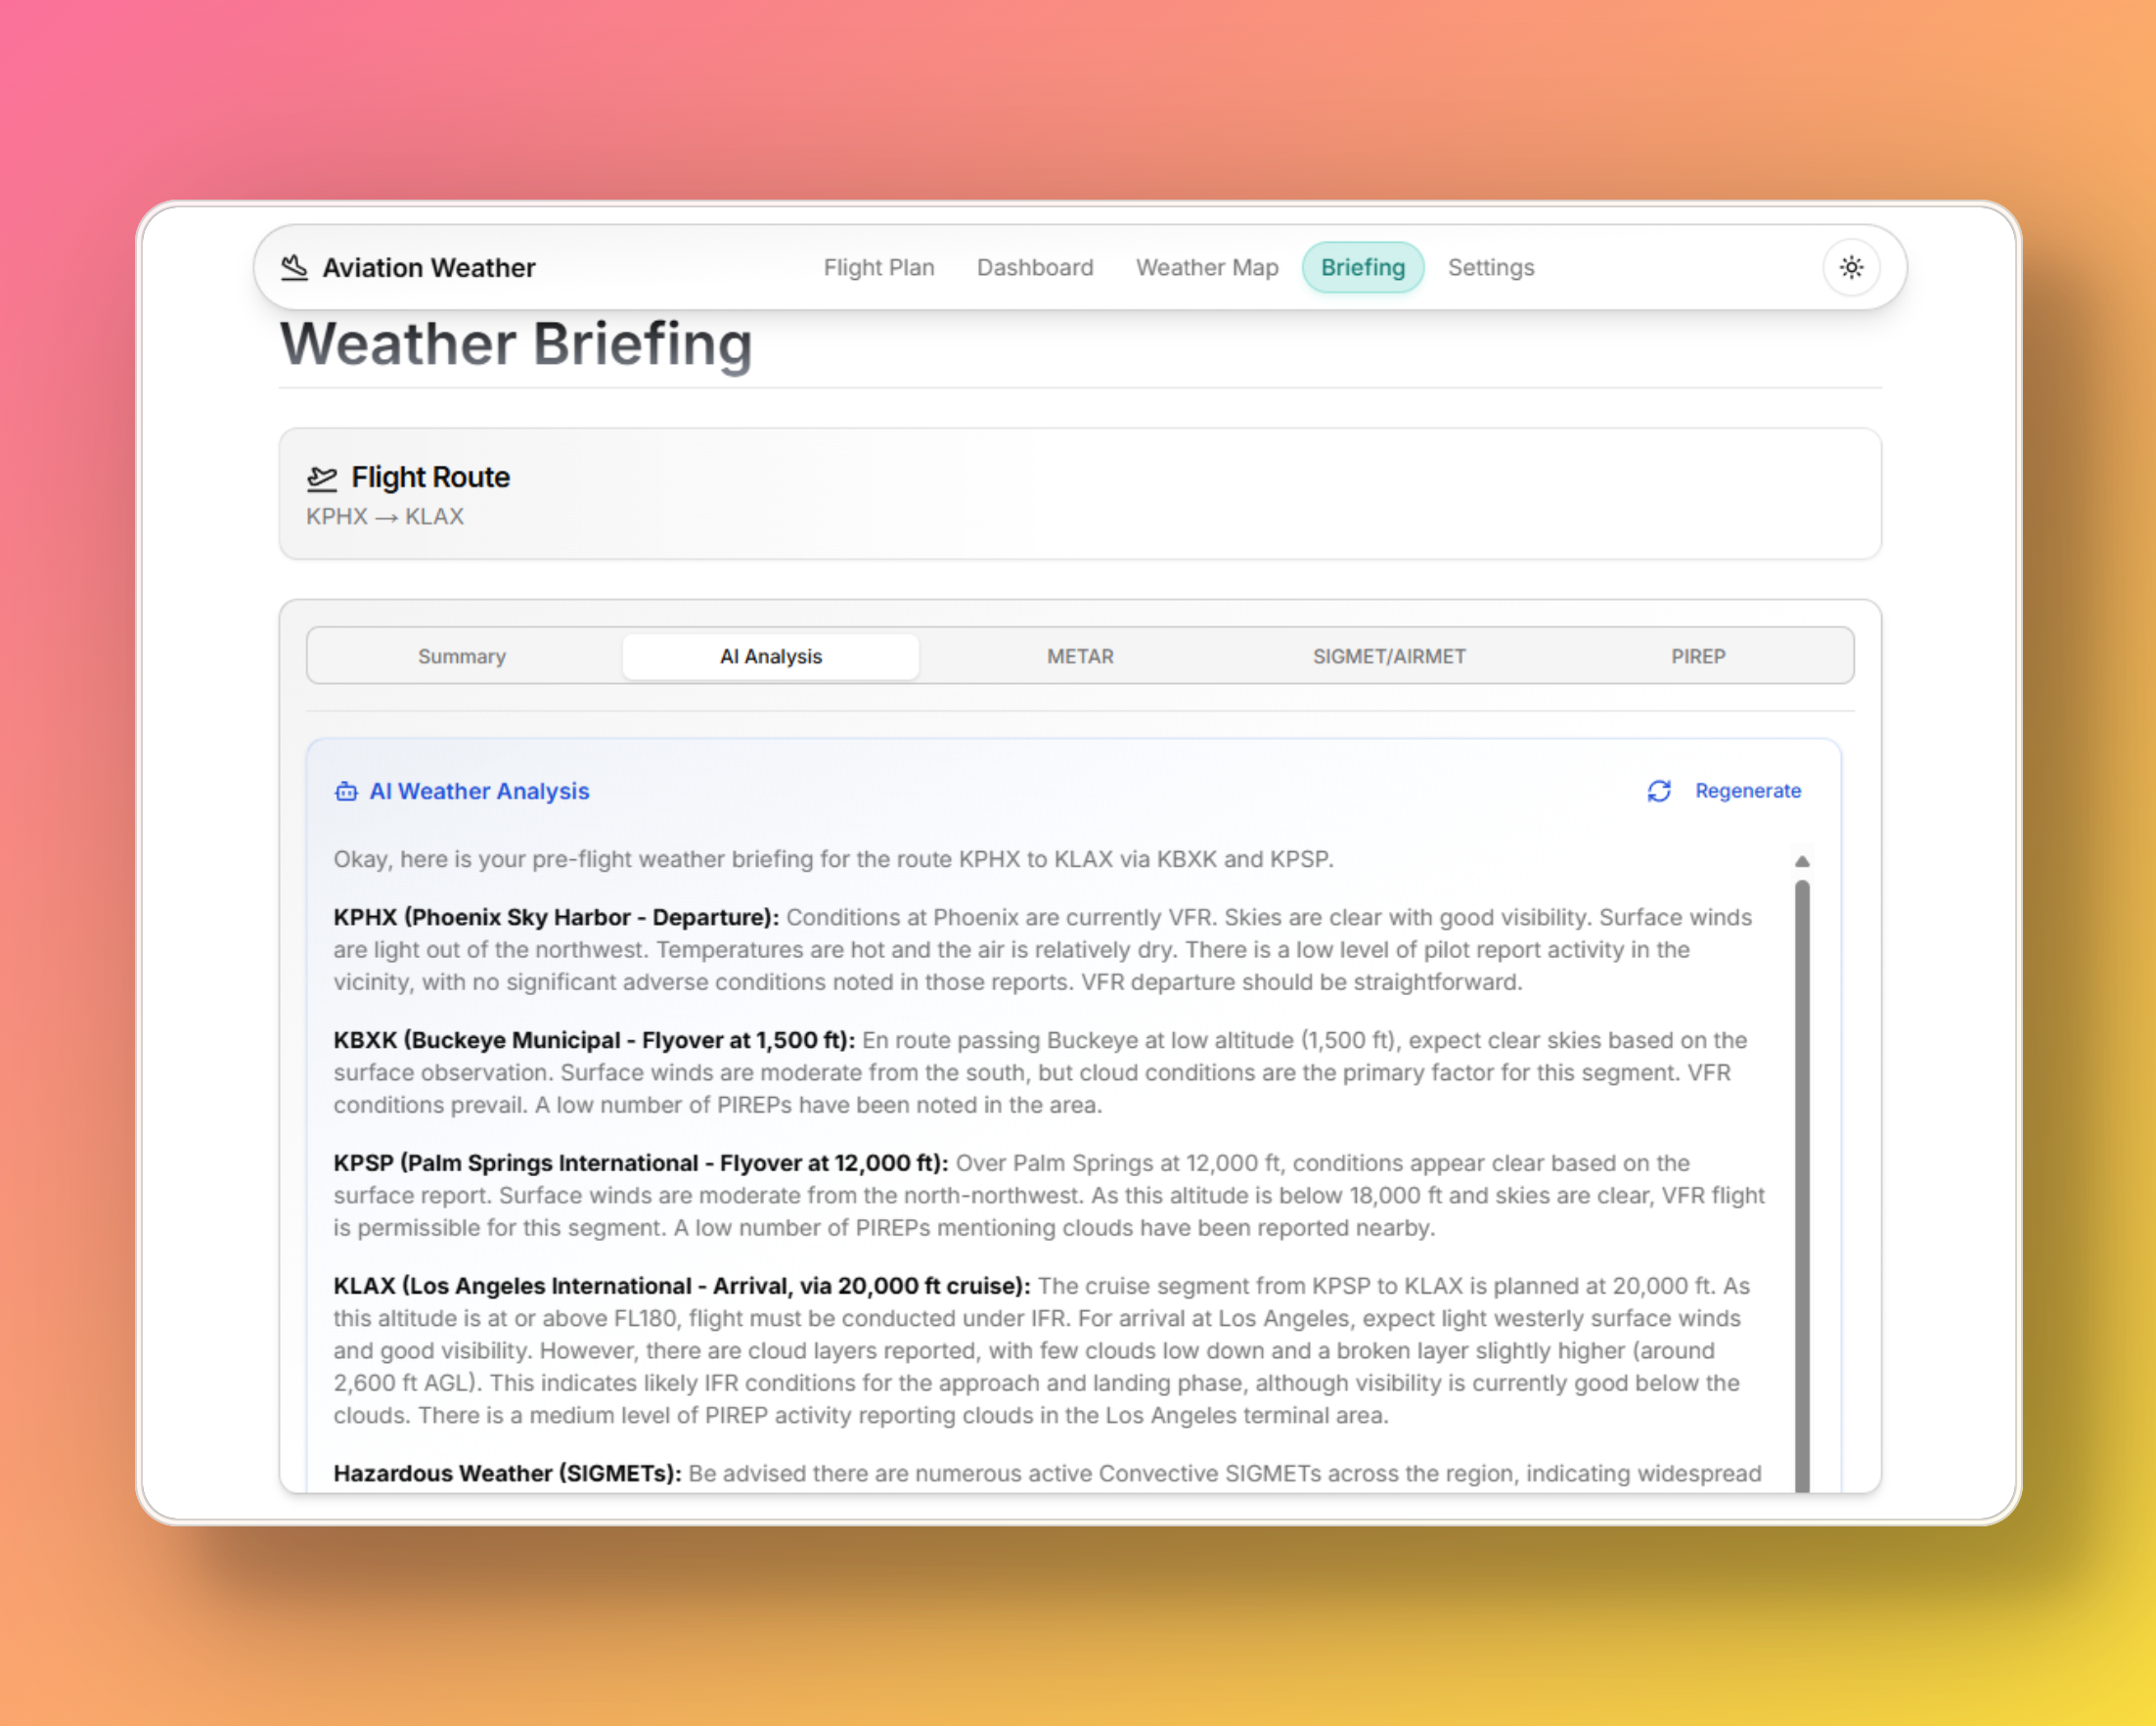 Aviation Weather
Flight Plan
Dashboard
Weather Map
Briefing
Settings
Weather Briefing
Flight Route
KPHX → KLAX
Summary
AI Analysis
METAR
SIGMET/AIRMET
PIREP
AI Weather Analysis
Regenerate
Okay, here is your pre-flight weather briefing for the route KPHX to KLAX via KBXK and KPSP.
KPHX (Phoenix Sky Harbor - Departure): Conditions at Phoenix are currently VFR. Skies are clear with good visibility. Surface winds
are light out of the northwest. Temperatures are hot and the air is relatively dry. There is a low level of pilot report activity in the
vicinity, with no significant adverse conditions noted in those reports. VFR departure should be straightforward.
KBXK (Buckeye Municipal - Flyover at 1,500 ft): En route passing Buckeye at low altitude (1,500 ft), expect clear skies based on the
surface observation. Surface winds are moderate from the south, but cloud conditions are the primary factor for this segment. VFR
conditions prevail. A low number of PIREPs have been noted in the area.
KPSP (Palm Springs International - Flyover at 12,000 ft): Over Palm Springs at 12,000 ft, conditions appear clear based on the
surface report. Surface winds are moderate from the north-northwest. As this altitude is below 18,000 ft and skies are clear, VFR flight
is permissible for this segment. A low number of PIREPs mentioning clouds have been reported nearby.
KLAX (Los Angeles International - Arrival, via 20,000 ft cruise): The cruise segment from KPSP to KLAX is planned at 20,000 ft. As
this altitude is at or above FL180, flight must be conducted under IFR. For arrival at Los Angeles, expect light westerly surface winds
and good visibility. However, there are cloud layers reported, with few clouds low down and a broken layer slightly higher (around
2,600 ft AGL). This indicates likely IFR conditions for the approach and landing phase, although visibility is currently good below the
clouds. There is a medium level of PIREP activity reporting clouds in the Los Angeles terminal area.
Hazardous Weather (SIGMETs): Be advised there are numerous active Convective SIGMETs across the region, indicating widespread